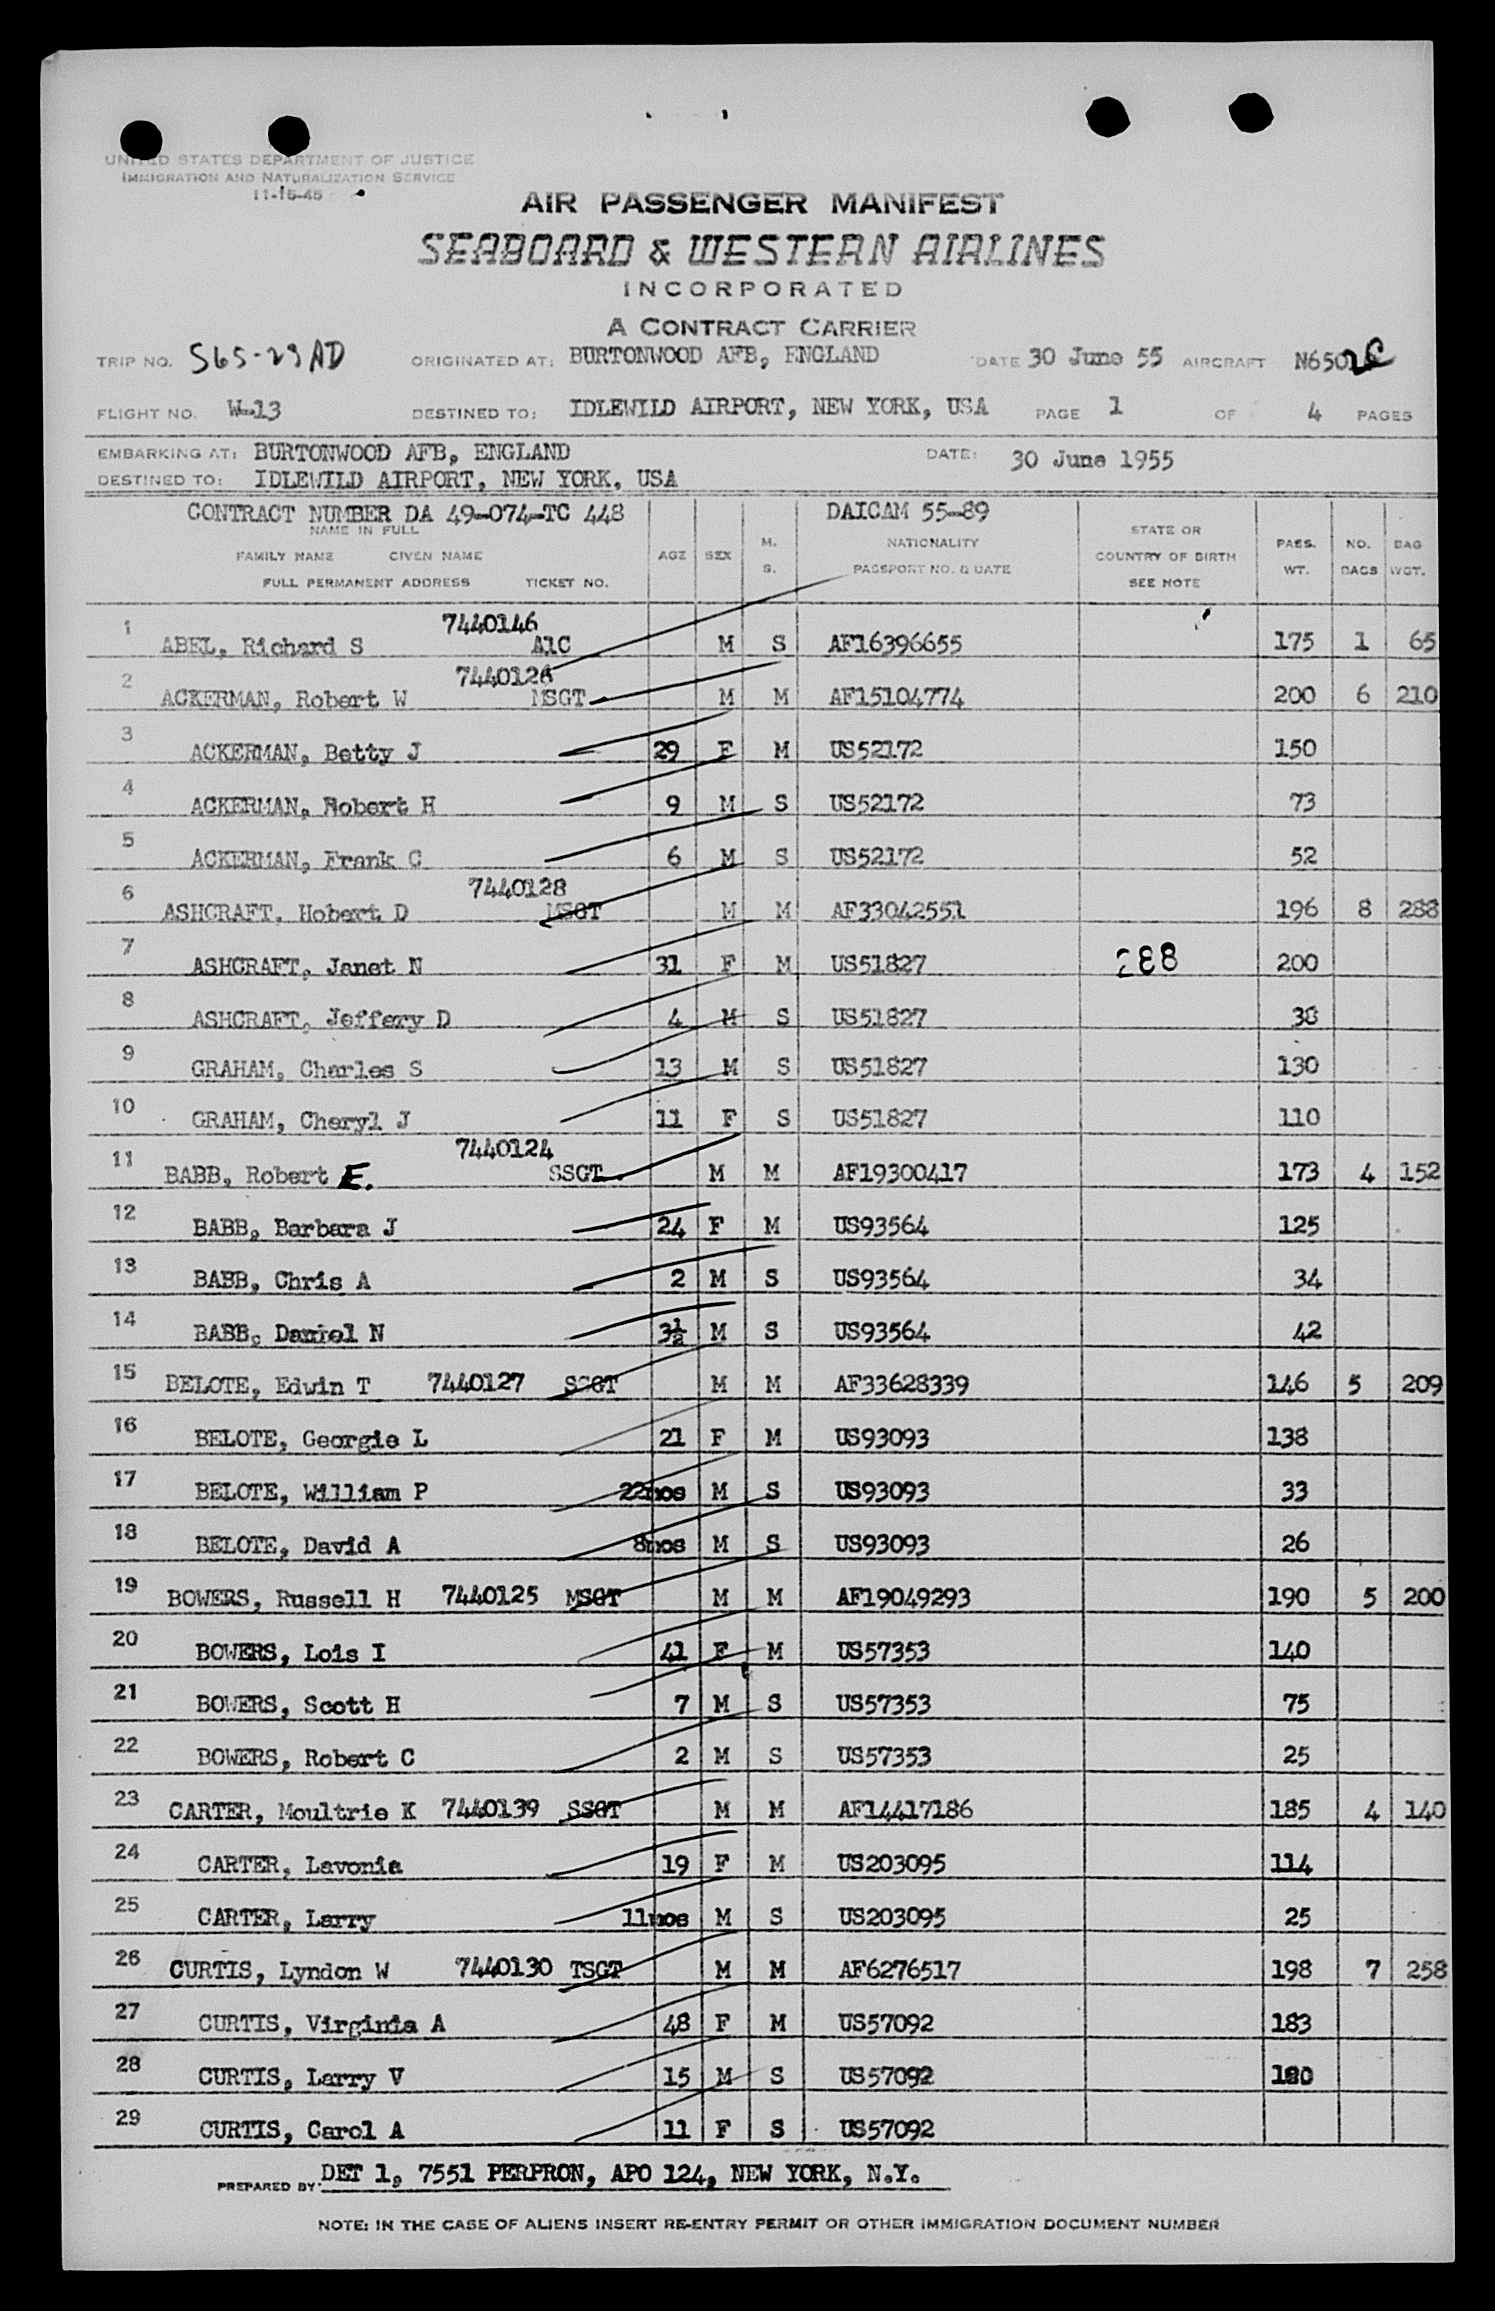 UNITED STATES DEPARTMENT OF JUSTICE
IMMIGRATION AND NATURALIZATION SERVICE
11-15-45
AIR PASSENGER MANIFEST
SEABOARD & WESTERN AIRLINES
INCORPORATED
A CONTRACT CARRIER
TRIP NO. S65-29AD ORIGINATED AT: BURTONWOOD AFB, ENGLAND DATE 30 June 55 AIRCRAFT N6502C
FLIGHT NO. W-13 DESTINED TO: IDLEWILD AIRPORT, NEW YORK, USA PAGE 1 OF 4 PAGES
EMBARKING AT: BURTONWOOD AFB, ENGLAND DATE: 30 June 1955
DESTINED TO: IDLEWILD AIRPORT, NEW YORK, USA
CONTRACT NUMBER DA 49-074-TC 448 DAICAM 55-89
NAME IN FULL
FAMILY NAME GIVEN NAME AGE SEX M. S. NATIONALITY STATE OR COUNTRY OF BIRTH PASS. WT. NO. BAGS BAG WGT.
FULL PERMANENT ADDRESS TICKET NO. PASSPORT NO. & DATE SEE NOTE
1 ABEL, Richard S 7440146 A1C M S AF16396655 175 1 65
2 ACKERMAN, Robert W 7440126 MSGT M M AF15104774 200 6 210
3 ACKERMAN, Betty J 29 F M US52172 150
4 ACKERMAN, Robert H 9 M S US52172 73
5 ACKERMAN, Frank C 6 M S US52172 52
6 ASHCRAFT, Hobert D 7440128 MSGT M M AF33042551 196 8 288
7 ASHCRAFT, Janet N 31 F M US51827 288 200
8 ASHCRAFT, Jeffery D 4 M S US51827 38
9 GRAHAM, Charles S 13 M S US51827 130
10 GRAHAM, Cheryl J 11 F S US51827 110
11 BABB, Robert E. 7440124 SSGT M M AF19300417 173 4 152
12 BABB, Barbara J 24 F M US93564 125
13 BABB, Chris A 2 M S US93564 34
14 BABB, Daniel N 3½ M S US93564 42
15 BELOTE, Edwin T 7440127 SSGT M M AF33628339 146 5 209
16 BELOTE, Georgie L 21 F M US93093 138
17 BELOTE, William P 22mos M S US93093 33
18 BELOTE, David A 8mos M S US93093 26
19 BOWERS, Russell H 7440125 MSGT M M AF19049293 190 5 200
20 BOWERS, Lois I 41 F M US57353 140
21 BOWERS, Scott H 7 M S US57353 75
22 BOWERS, Robert C 2 M S US57353 25
23 CARTER, Moultrie K 7440139 SSGT M M AF14417186 185 4 140
24 CARTER, Lavonia 19 F M US203095 114
25 CARTER, Larry 11mos M S US203095 25
26 CURTIS, Lyndon W 7440130 TSGT M M AF6276517 198 7 258
27 CURTIS, Virginia A 48 F M US57092 183
28 CURTIS, Larry V 15 M S US57092
29 CURTIS, Carol A 11 F S US57092
PREPARED BY: DET 1, 7551 PERPRON, APO 124, NEW YORK, N.Y.
NOTE: IN THE CASE OF ALIENS INSERT RE-ENTRY PERMIT OR OTHER IMMIGRATION DOCUMENT NUMBER